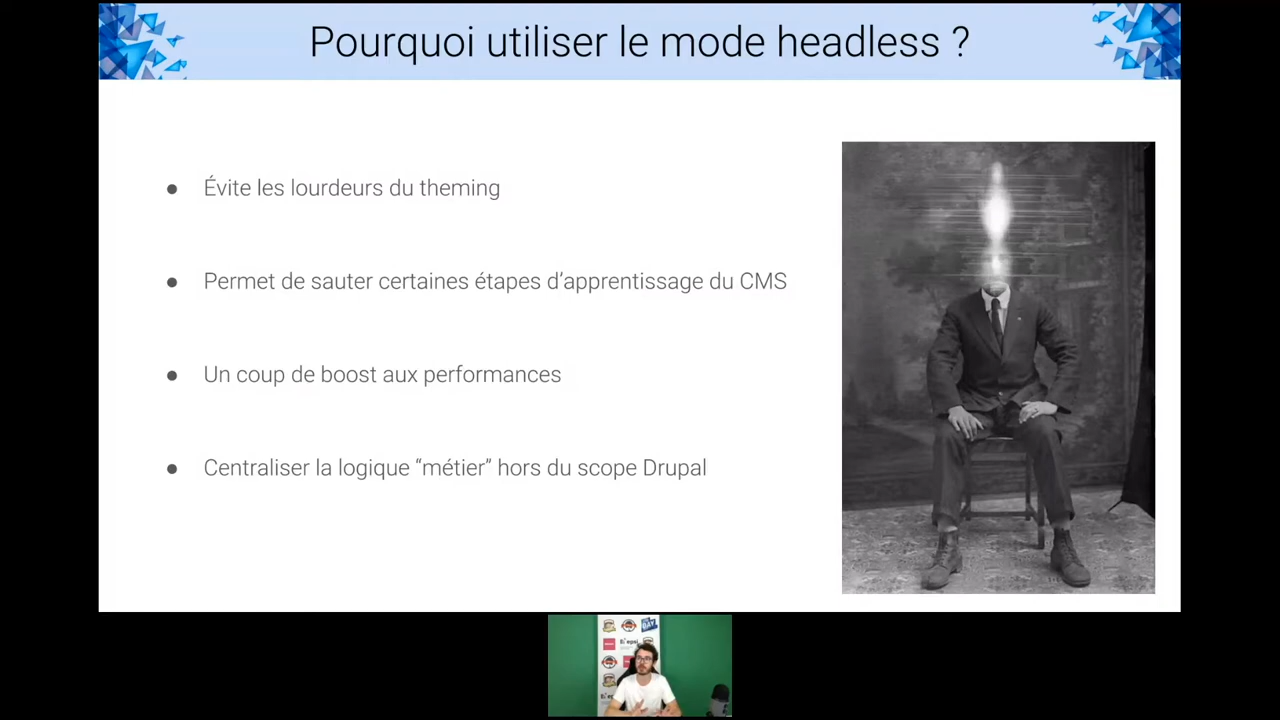 Pourquoi utiliser le mode headless ?
● Évite les lourdeurs du theming
● Permet de sauter certaines étapes d’apprentissage du CMS
● Un coup de boost aux performances
● Centraliser la logique “métier” hors du scope Drupal